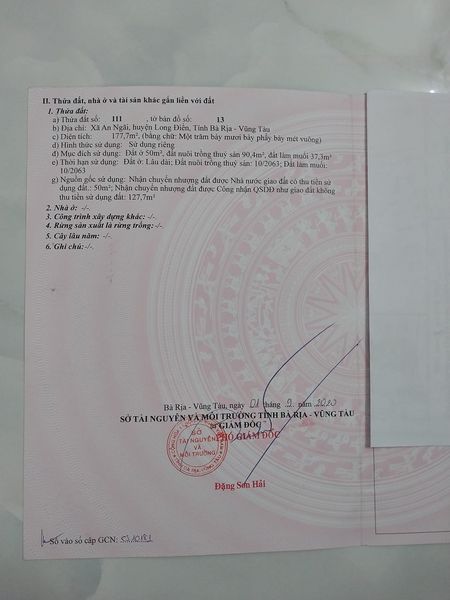 II. Thửa đất, nhà ở và tài sản khác gắn liền với đất
1. Thửa đất:
a) Thửa đất số: 111 , tờ bản đồ số: 13
b) Địa chỉ: Xã An Ngãi, huyện Long Điền, Tỉnh Bà Rịa - Vũng Tàu
c) Diện tích: 177,7m², (bằng chữ: Một trăm bảy mươi bảy phẩy bảy mét vuông)
d) Hình thức sử dụng: Sử dụng riêng
đ) Mục đích sử dụng: Đất ở 50m², đất nuôi trồng thuỷ sản 90,4m², đất làm muối 37,3m²
e) Thời hạn sử dụng: Đất ở: Lâu dài; Đất nuôi trồng thuỷ sản: 10/2063; Đất làm muối:
10/2063
g) Nguồn gốc sử dụng: Nhận chuyển nhượng đất được Nhà nước giao đất có thu tiền sử
dụng đất: 50m²; Nhận chuyển nhượng đất được Công nhận QSDĐ như giao đất không
thu tiền sử dụng đất: 127,7m²
2. Nhà ở: -/-
3. Công trình xây dựng khác: -/-
4. Rừng sản xuất là rừng trồng: -/-
5. Cây lâu năm: -/-
6. Ghi chú: -/-
Bà Rịa - Vũng Tàu, ngày 01 tháng 9 năm 2020
SỞ TÀI NGUYÊN VÀ MÔI TRƯỜNG TỈNH BÀ RỊA - VŨNG TÀU
GIÁM ĐỐC
PHÓ GIÁM ĐỐC
SỞ
TÀI NGUYÊN
VÀ
MÔI TRƯỜNG
Đặng Sơn Hải
Số vào sổ cấp GCN: